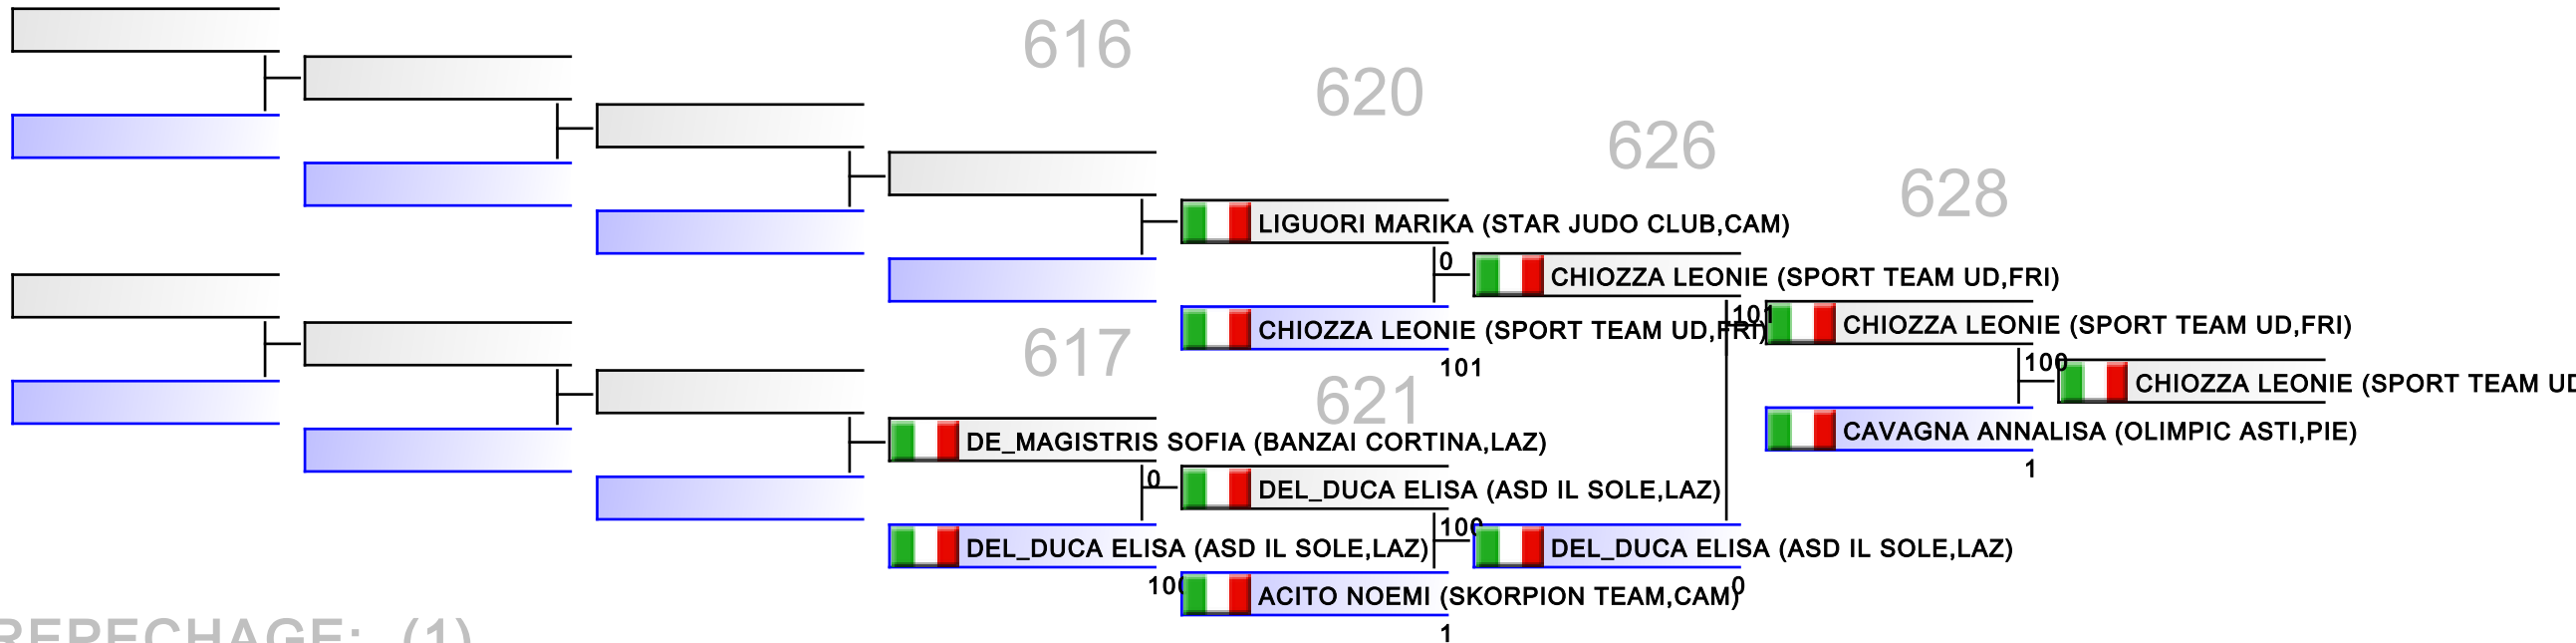 616
620
626
628
LIGUORI MARIKA (STAR JUDO CLUB,CAM)
0
CHIOZZA LEONIE (SPORT TEAM UD,FRI)
101
CHIOZZA LEONIE (SPORT TEAM UD,FRI)
CHIOZZA LEONIE (SPORT TEAM UD,FRI)
617
101
100
CHIOZZA LEONIE (SPORT TEAM UD
621
CAVAGNA ANNALISA (OLIMPIC ASTI,PIE)
1
DE_MAGISTRIS SOFIA (BANZAI CORTINA,LAZ)
0
DEL_DUCA ELISA (ASD IL SOLE,LAZ)
100
DEL_DUCA ELISA (ASD IL SOLE,LAZ)
DEL_DUCA ELISA (ASD IL SOLE,LAZ)
100
0
ACITO NOEMI (SKORPION TEAM,CAM)
1
REPECHAGE: (1)